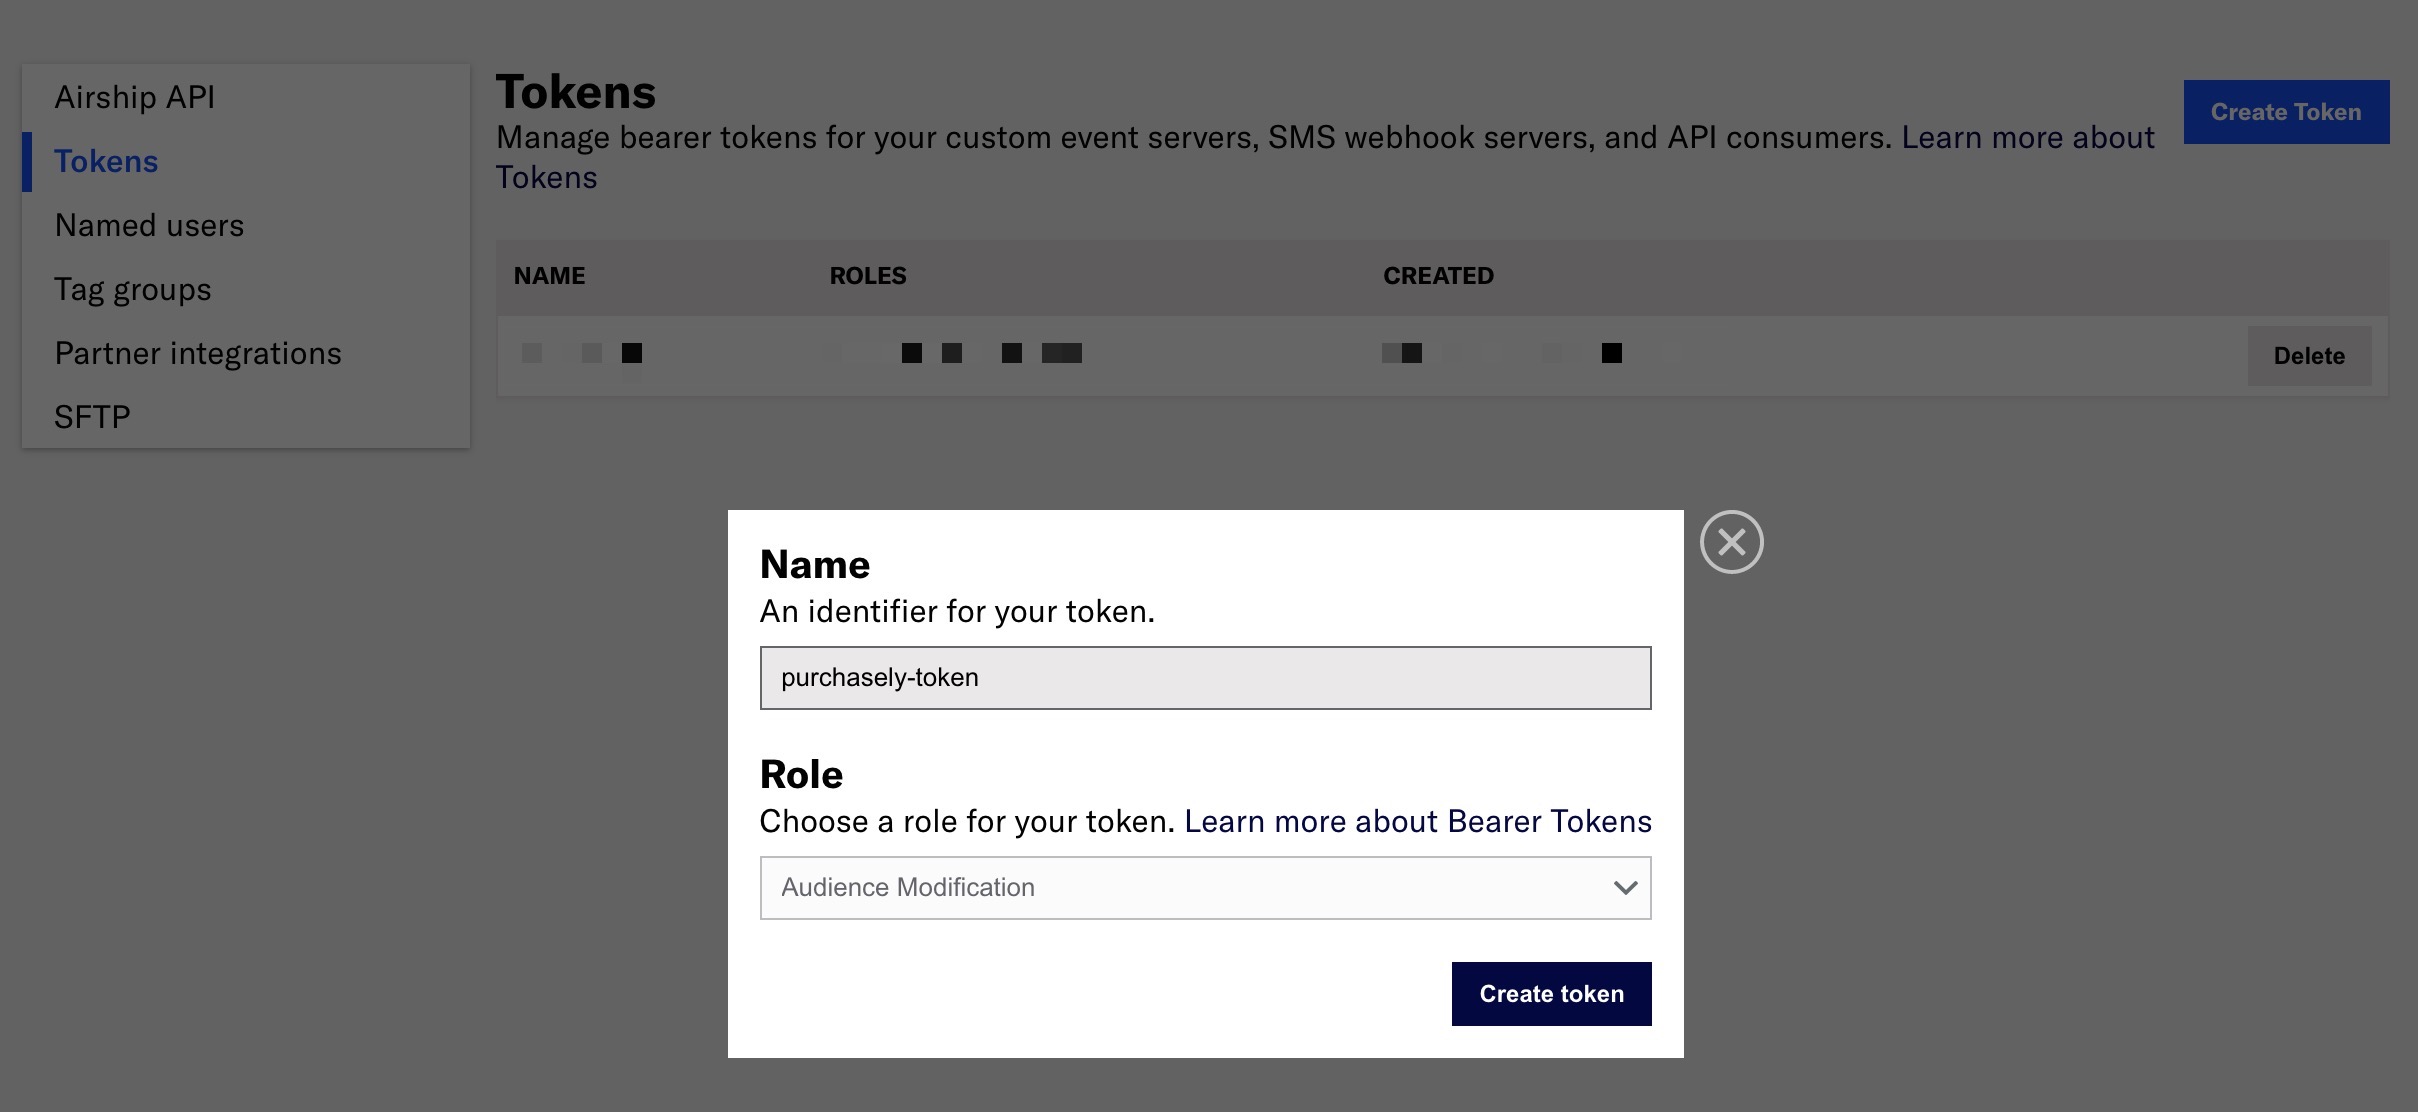 Airship API
Tokens
Named users
Tag groups
Partner integrations
SFTP
Tokens
Manage bearer tokens for your custom event servers, SMS webhook servers, and API consumers. Learn more about
Tokens
Create Token
NAME ROLES CREATED
Delete
Name
An identifier for your token.
purchasely-token
Role
Choose a role for your token. Learn more about Bearer Tokens
Audience Modification
Create token